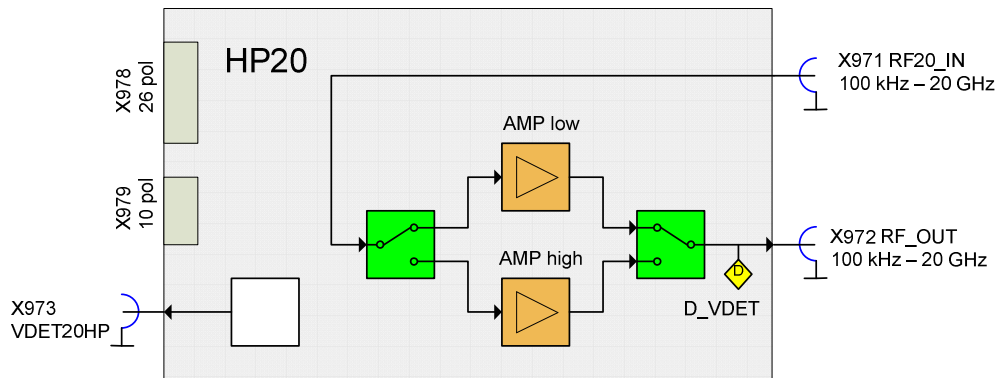 HP20
X978
26 pol
X979
10 pol
X971 RF20_IN
100 kHz – 20 GHz
AMP low
AMP high
X972 RF_OUT
100 kHz – 20 GHz
D
D_VDET
X973
VDET20HP